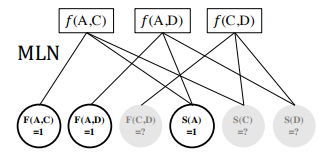 f(A,C) f(A,D) f(C,D)
MLN
F(A,C) F(A,D) F(C,D) S(A) S(C) S(D)
=1 =1 =? =1 =? =?